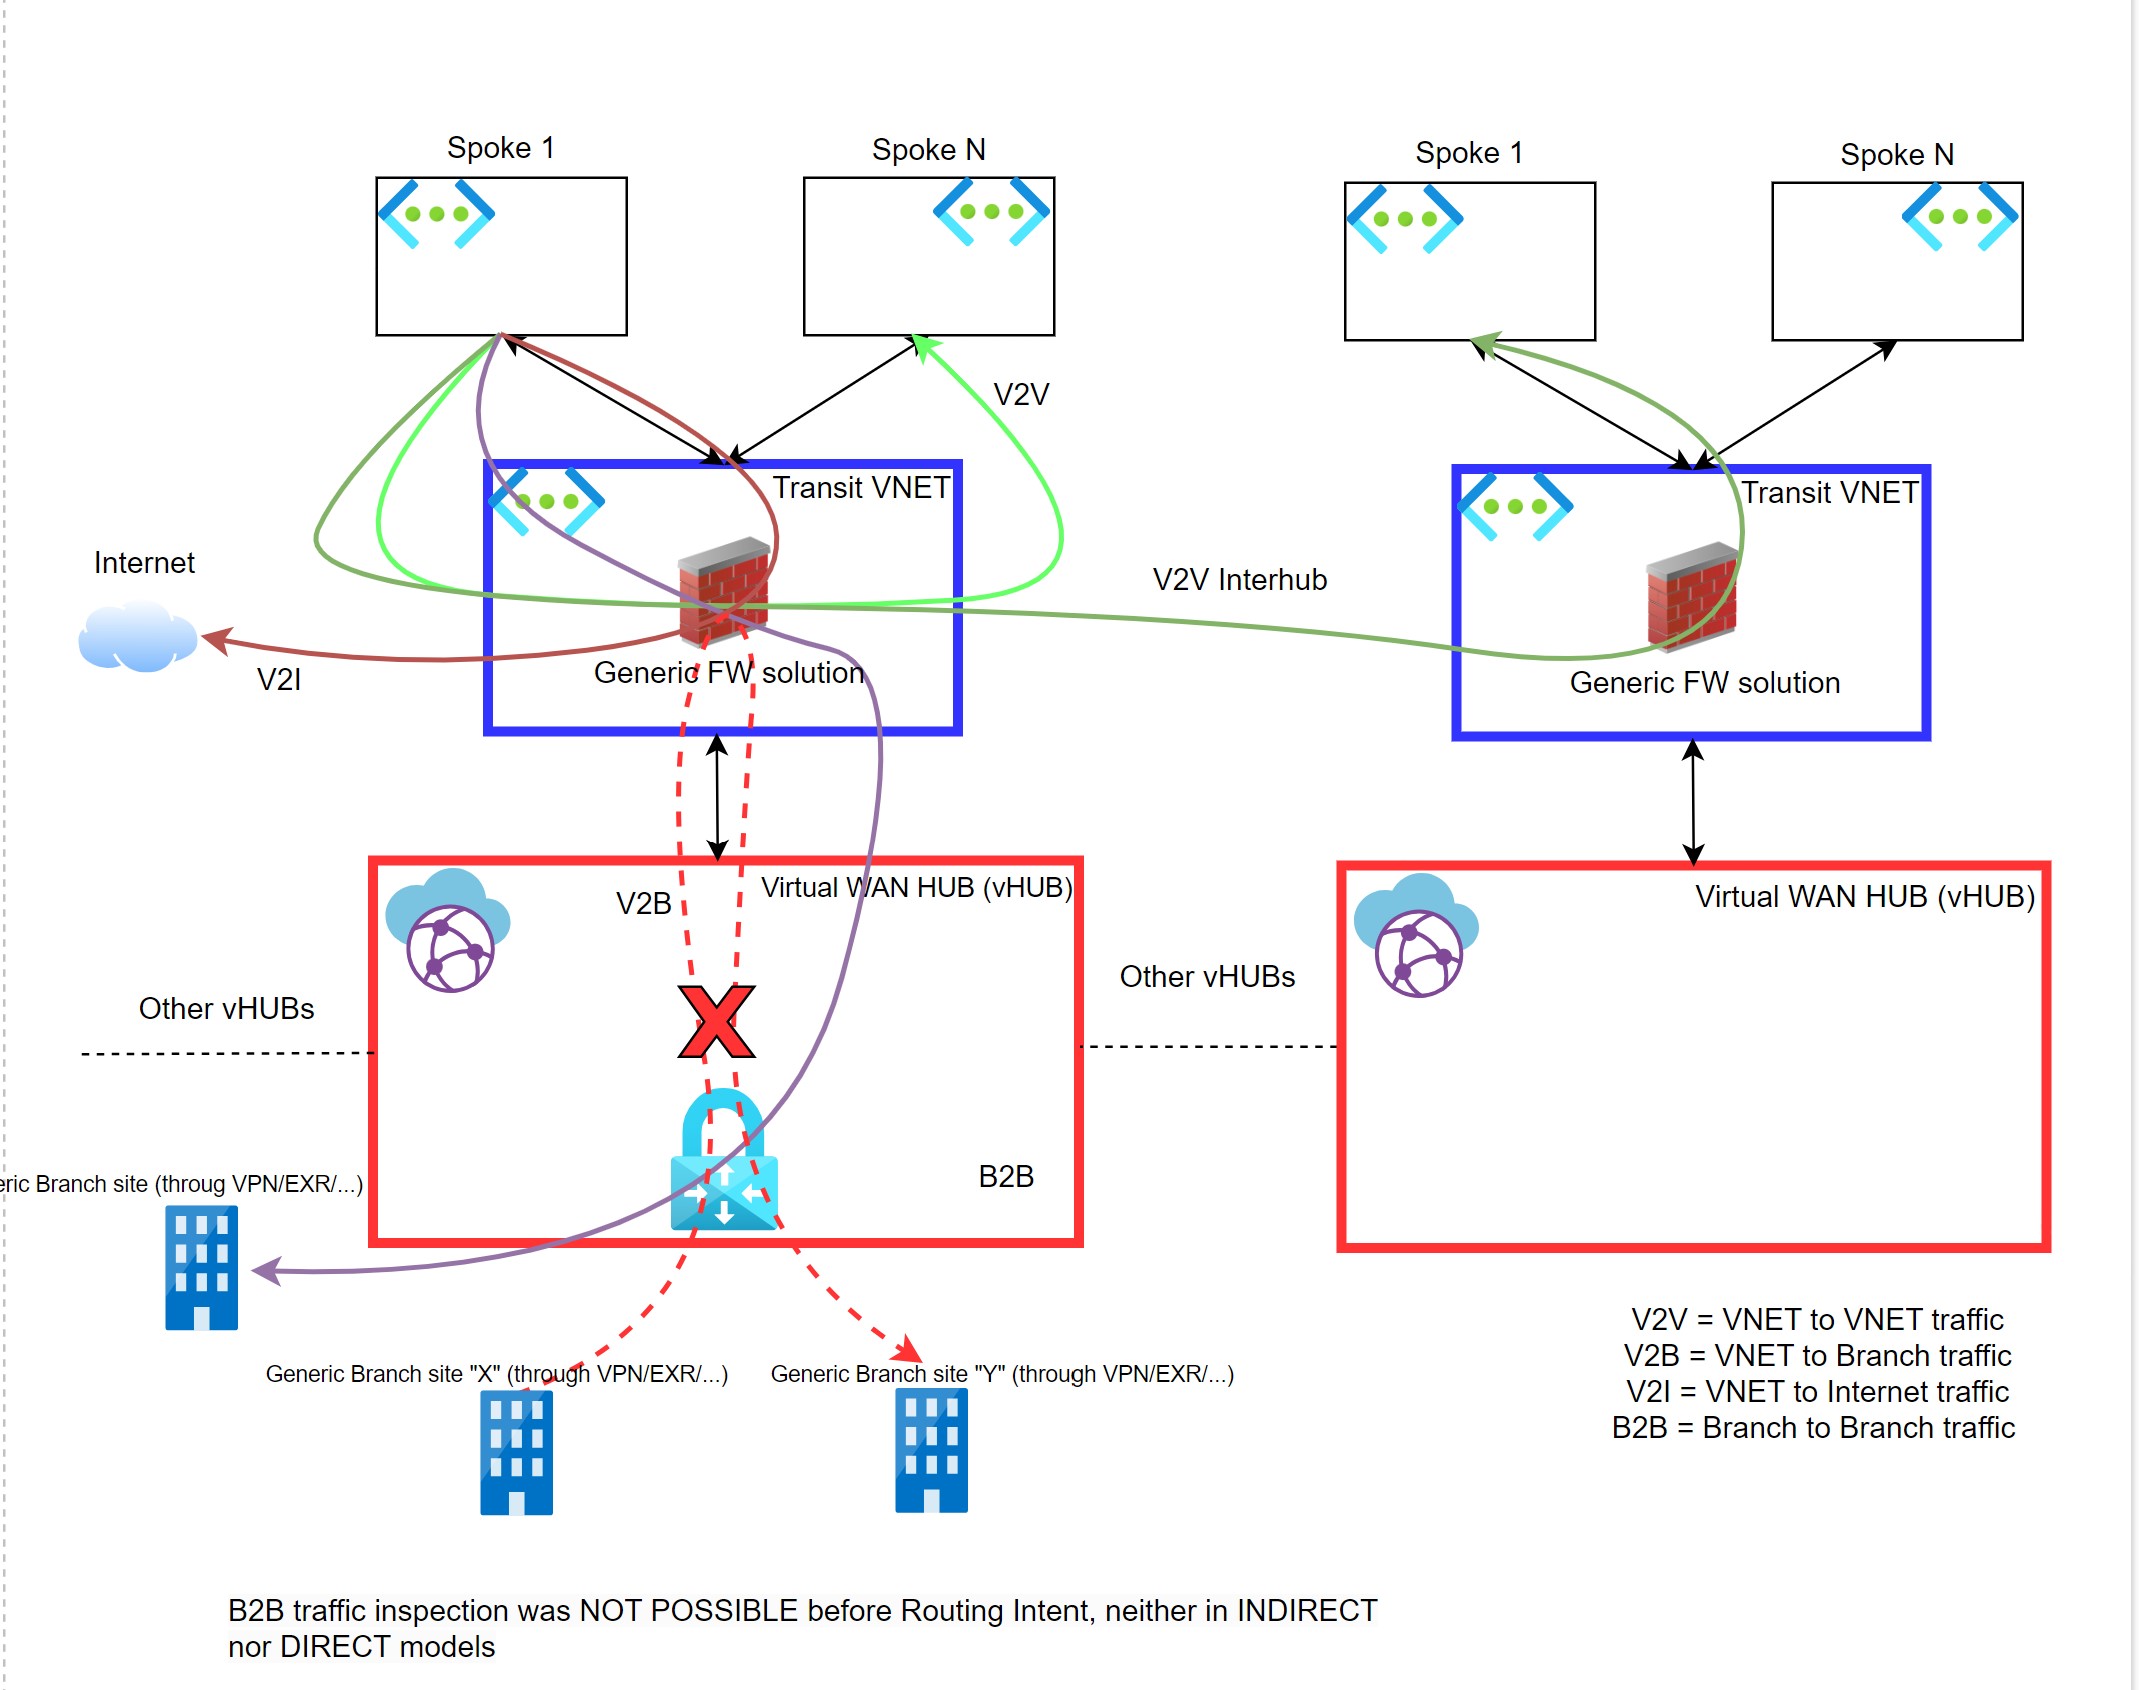 Spoke 1
Spoke N
Spoke 1
Spoke N
V2V
Transit VNET
Transit VNET
Internet
V2V Interhub
V2I
Generic FW solution
Generic FW solution
V2B
Virtual WAN HUB (vHUB)
Virtual WAN HUB (vHUB)
Other vHUBs
Other vHUBs
B2B
eric Branch site (throug VPN/EXR/...)
X
V2V = VNET to VNET traffic
V2B = VNET to Branch traffic
V2I = VNET to Internet traffic
B2B = Branch to Branch traffic
Generic Branch site "X" (through VPN/EXR/...)
Generic Branch site "Y" (through VPN/EXR/...)
B2B traffic inspection was NOT POSSIBLE before Routing Intent, neither in INDIRECT
nor DIRECT models